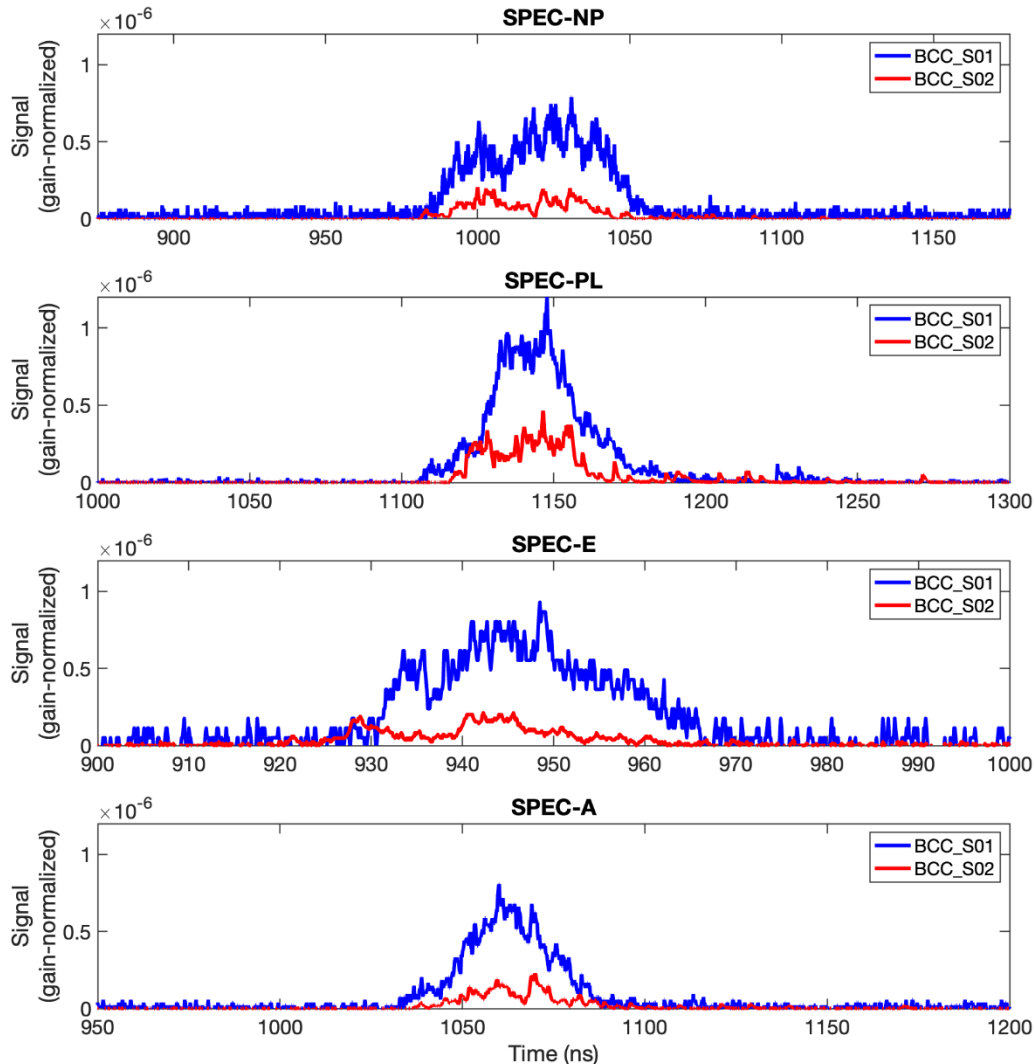 SPEC-NP
×10⁻⁶
Signal
(gain-normalized)
1
0.5
0
BCC_S01
BCC_S02
900 950 1000 1050 1100 1150
SPEC-PL
×10⁻⁶
Signal
(gain-normalized)
1
0.5
0
BCC_S01
BCC_S02
1000 1050 1100 1150 1200 1250 1300
SPEC-E
×10⁻⁶
Signal
(gain-normalized)
1
0.5
0
BCC_S01
BCC_S02
900 910 920 930 940 950 960 970 980 990 1000
SPEC-A
×10⁻⁶
Signal
(gain-normalized)
1
0.5
0
BCC_S01
BCC_S02
950 1000 1050 1100 1150 1200
Time (ns)